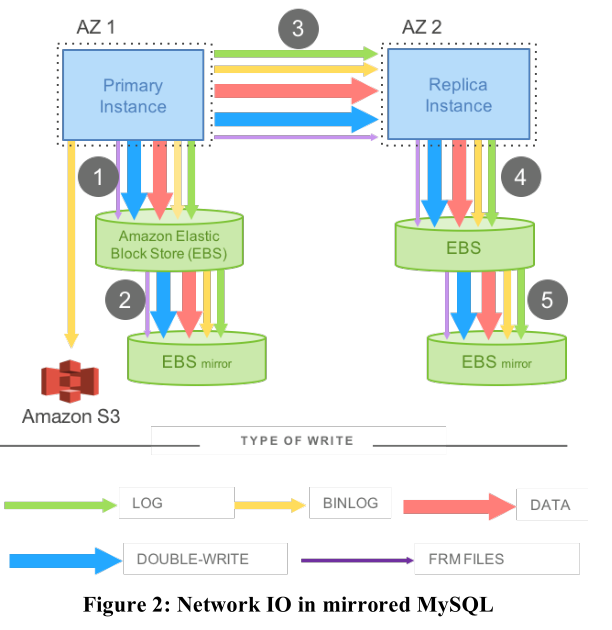 AZ 1
3
AZ 2
Primary
Instance
Replica
Instance
1
4
Amazon Elastic
Block Store (EBS)
EBS
2
5
EBS mirror
EBS mirror
Amazon S3
TYPE OF WRITE
LOG
BINLOG
DATA
DOUBLE-WRITE
FRM FILES
Figure 2: Network IO in mirrored MySQL